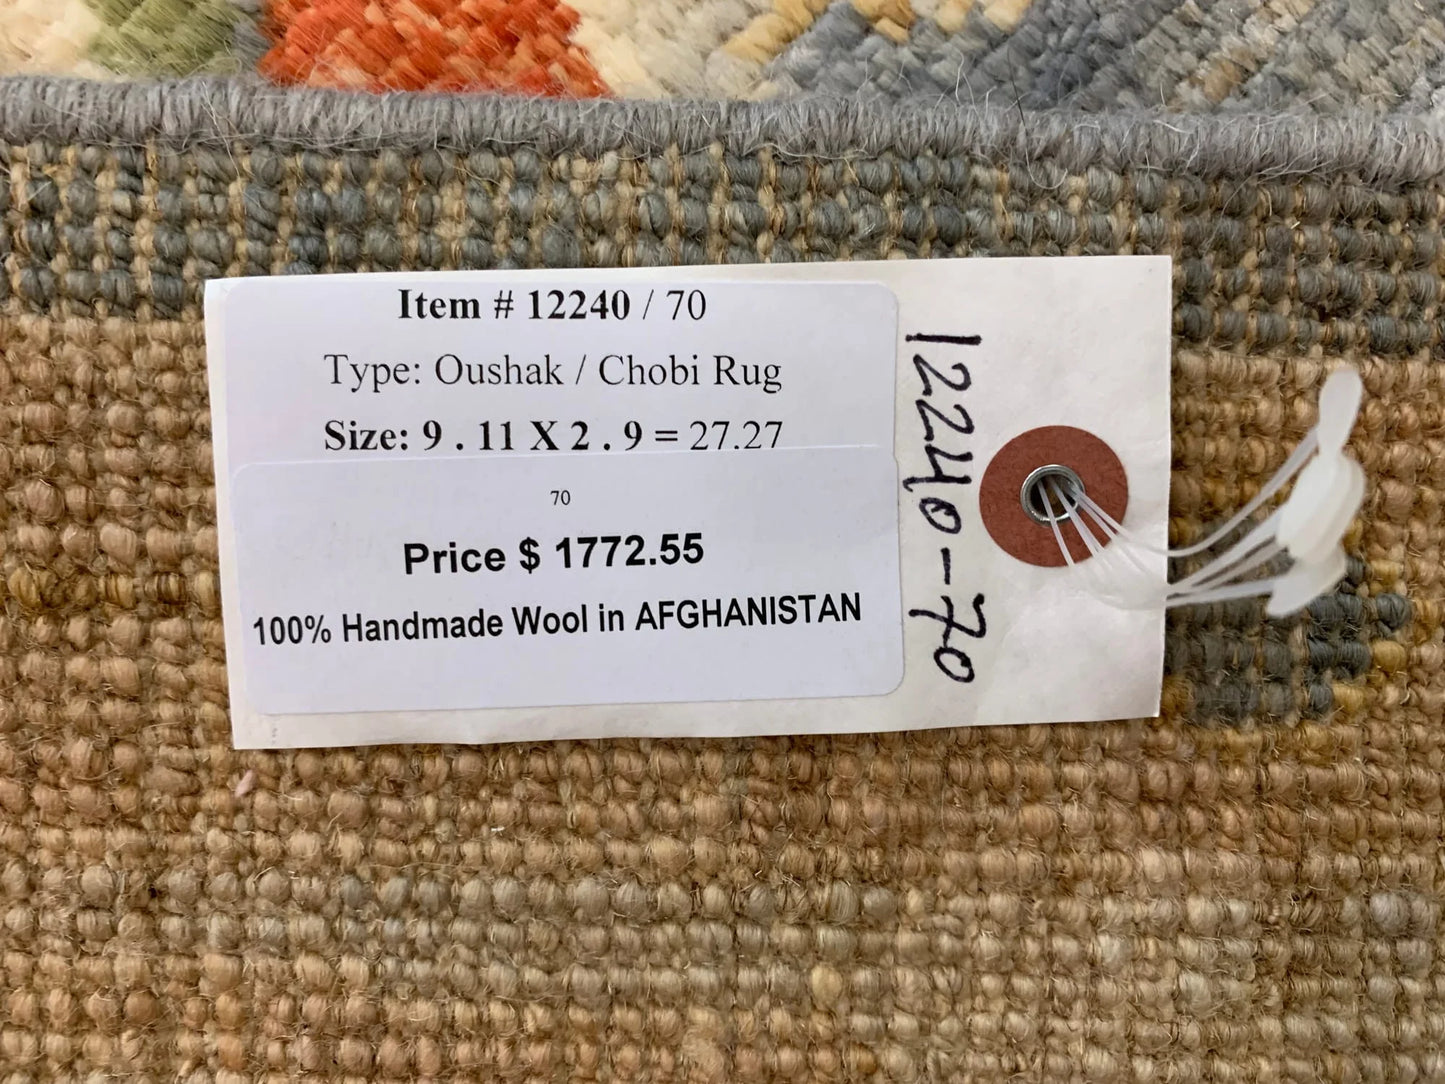 Item # 12240 / 70
Type: Oushak / Chobi Rug
Size: 9 . 11 X 2 . 9 = 27.27
70
Price $ 1772.55
100% Handmade Wool in AFGHANISTAN
12240-70